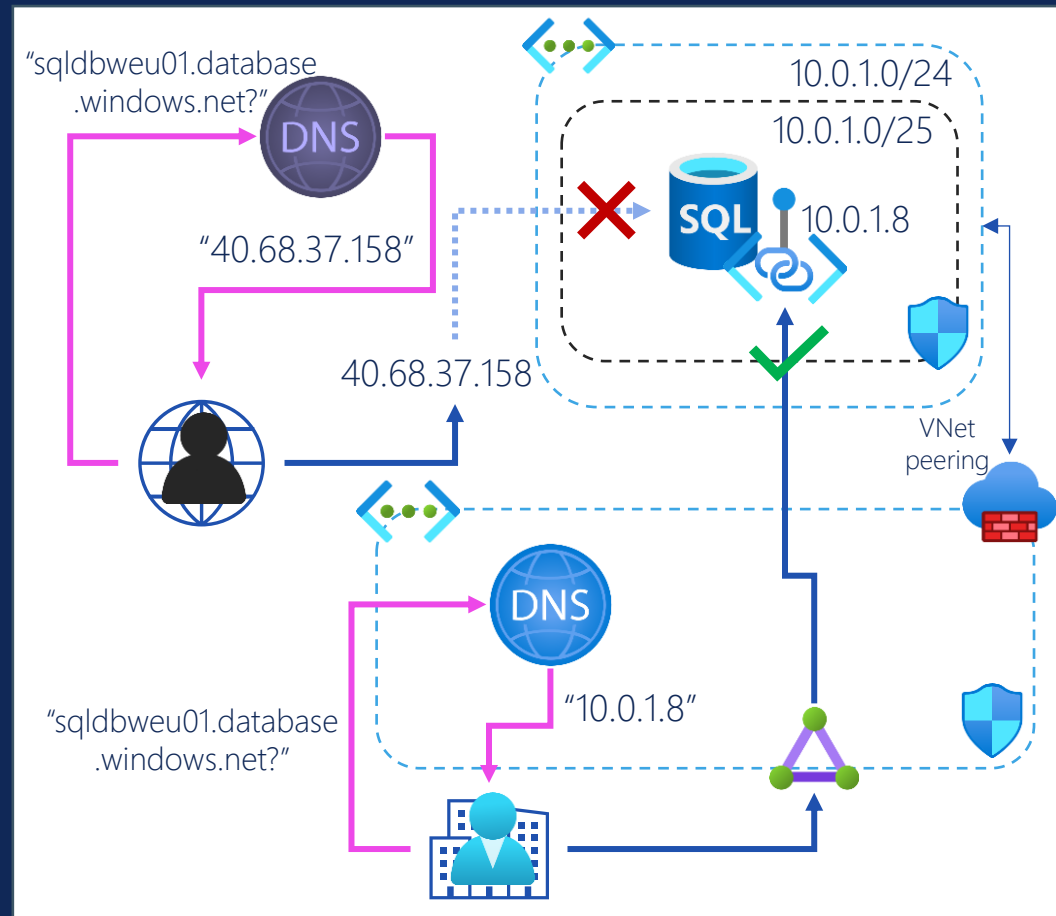 "sqldbweu01.database
.windows.net?"
DNS
"40.68.37.158"
10.0.1.0/24
10.0.1.0/25
SQL
10.0.1.8
40.68.37.158
VNet
peering
DNS
"10.0.1.8"
"sqldbweu01.database
.windows.net?"